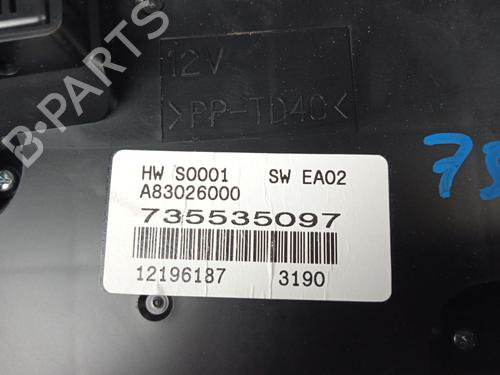 12V
>PP-TD40<
B-PARTS
HW S0001 SW EA02
A83026000
735535097
12196187 3190